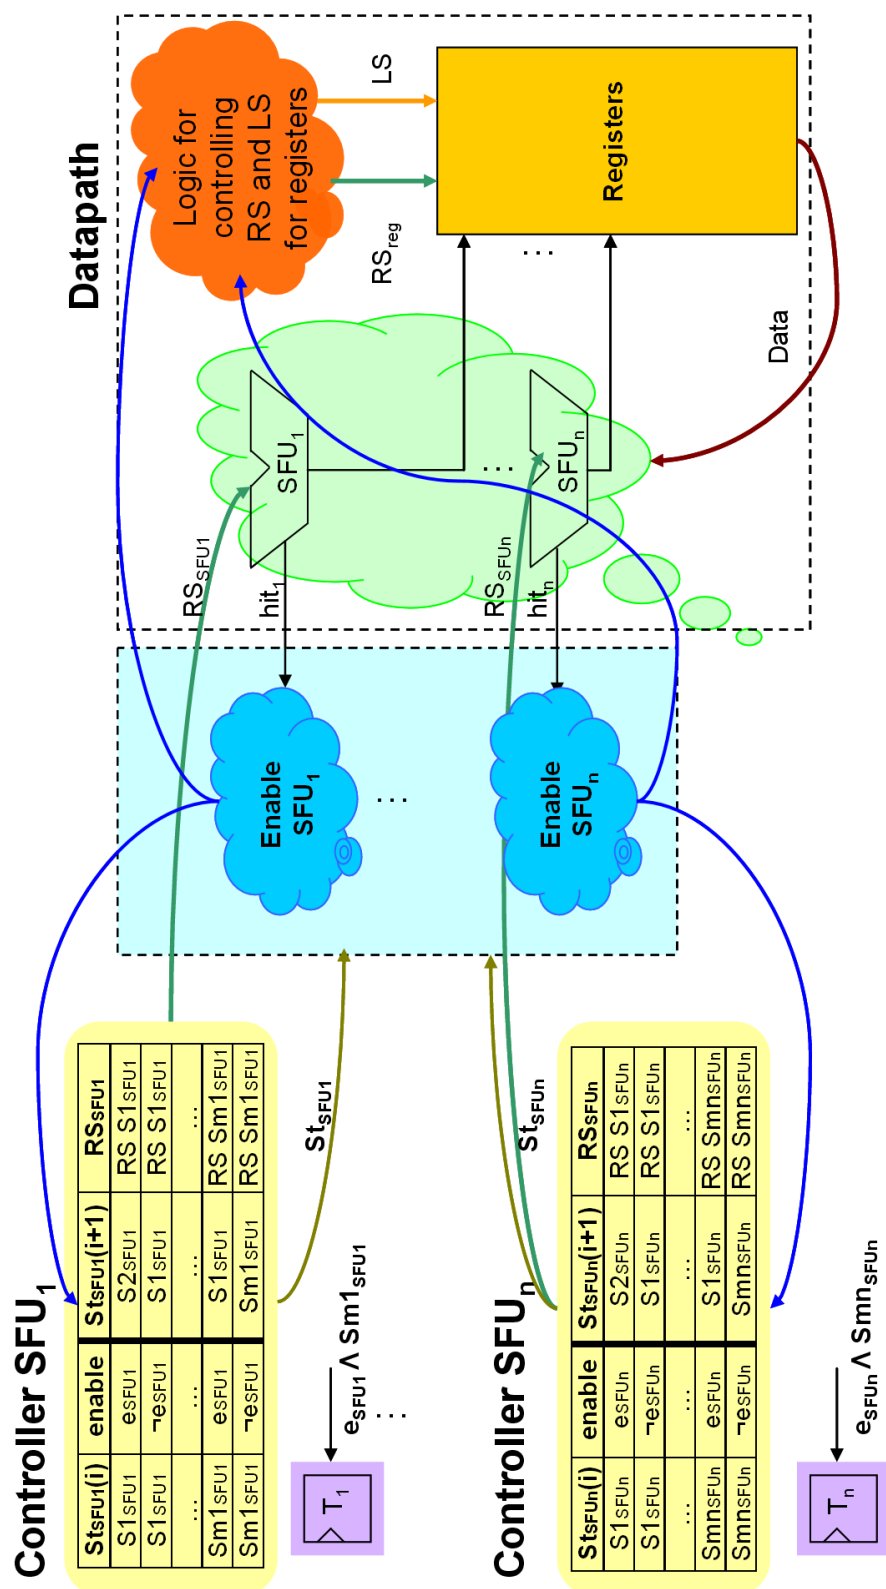 Controller SFU1
StSFU1(i) enable StSFU1(i+1) RSSFU1
S1SFU1 eSFU1 S2SFU1 RS S1SFU1
S1SFU1 ¬eSFU1 S1SFU1 RS S1SFU1
... ... ... ...
Sm1SFU1 eSFU1 S1SFU1 RS Sm1SFU1
Sm1SFU1 ¬eSFU1 Sm1SFU1 RS Sm1SFU1
T1
eSFU1 Λ Sm1SFU1
...
StSFU1
Controller SFUn
StSFUn(i) enable StSFUn(i+1) RSSFUn
S1SFUn eSFUn S2SFUn RS S1SFUn
S1SFUn ¬eSFUn S1SFUn RS S1SFUn
... ... ... ...
SmnSFUn eSFUn S1SFUn RS SmnSFUn
SmnSFUn ¬eSFUn SmnSFUn RS SmnSFUn
Tn
eSFUn Λ SmnSFUn
StSFUn
Enable
SFU1
...
Enable
SFUn
Datapath
RSSFU1
hit1
SFU1
...
RSSFUn
hitn
SFUn
Logic for
controlling
RS and LS
for registers
LS
RSreg
...
Registers
Data